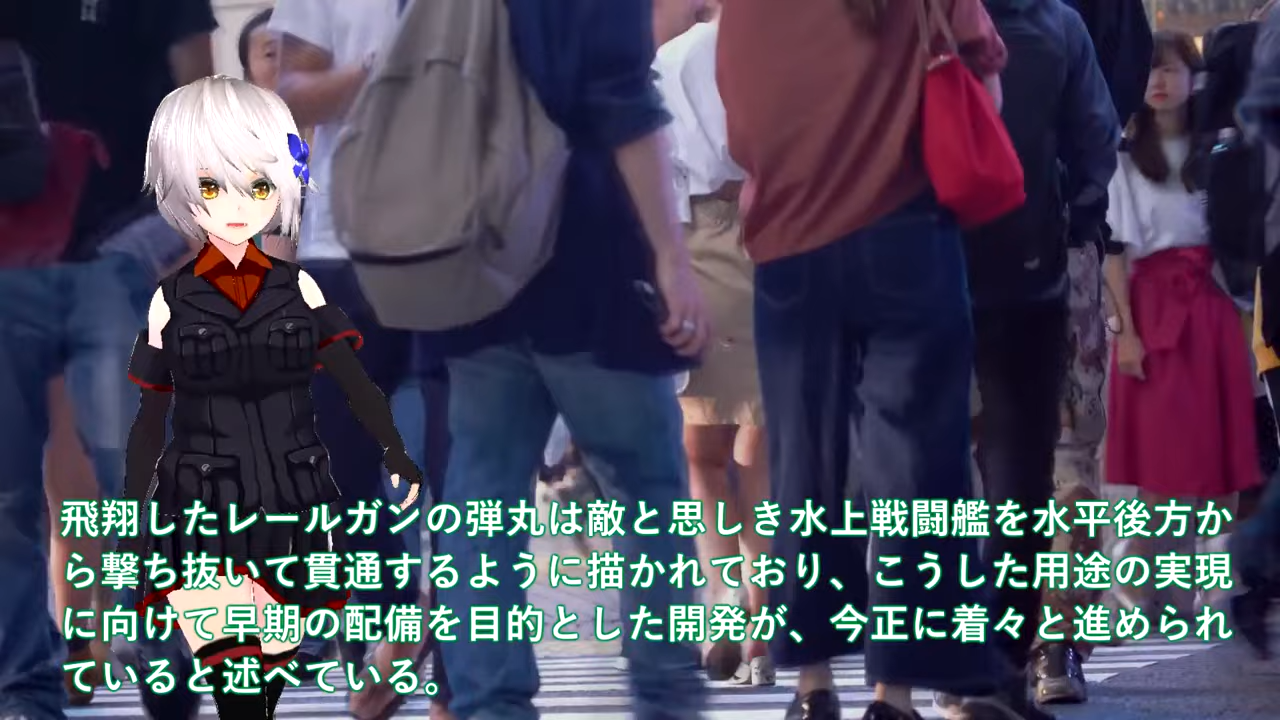 飛翔したレールガンの弾丸は敵と思しき水上戦闘艦を水平後方か
ら撃ち抜いて貫通するように描かれており、こうした用途の実現
に向けて早期の配備を目的とした開発が、今正に着々と進められ
ていると述べている。